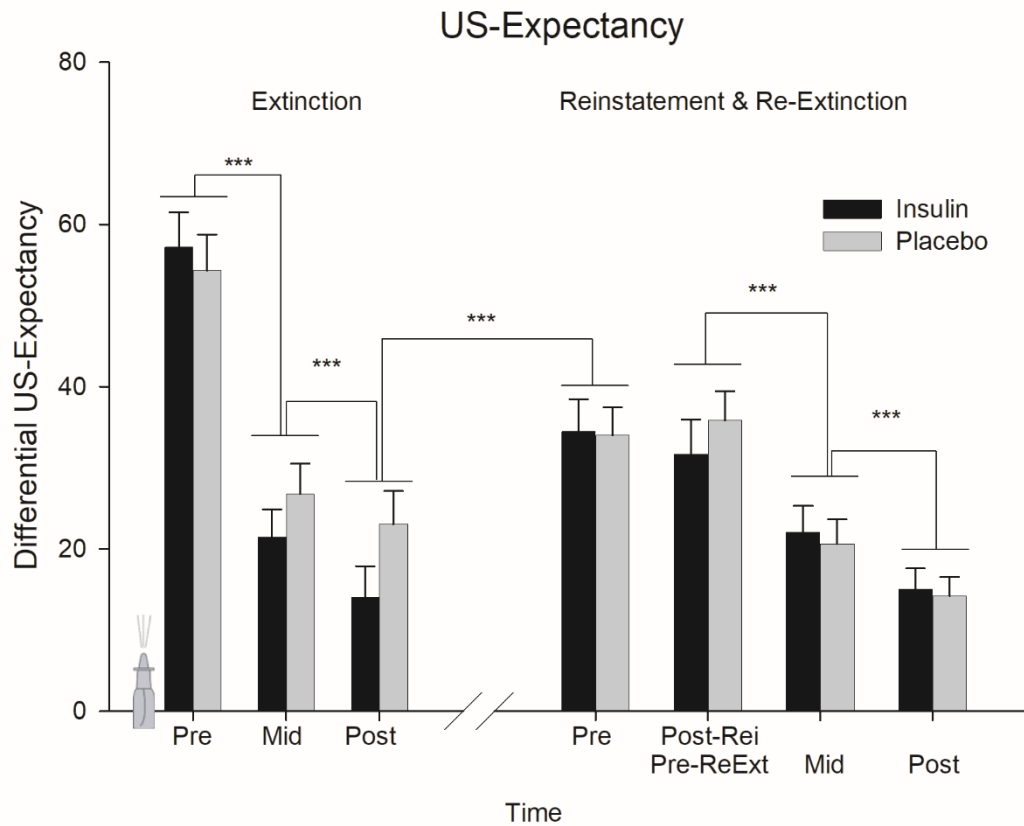 US-Expectancy
80
Extinction
Reinstatement & Re-Extinction
***
Insulin
Placebo
60
***
***
***
***
40
20
0
Differential US-Expectancy
Pre
Mid
Post
Pre
Post-Rei
Pre-ReExt
Mid
Post
Time